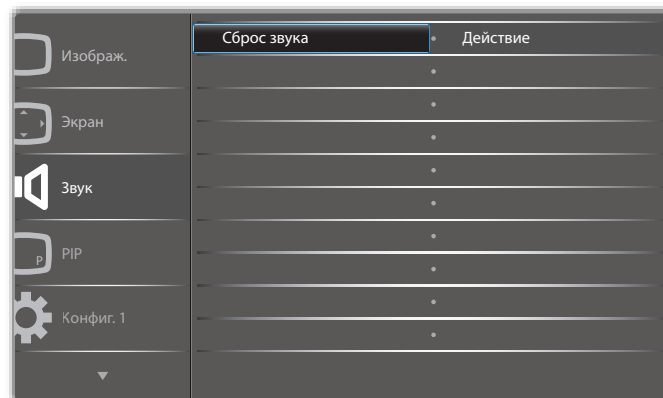 Изображ.
Экран
Звук
P
PIP
Конфиг. 1
Сброс звука
Действие